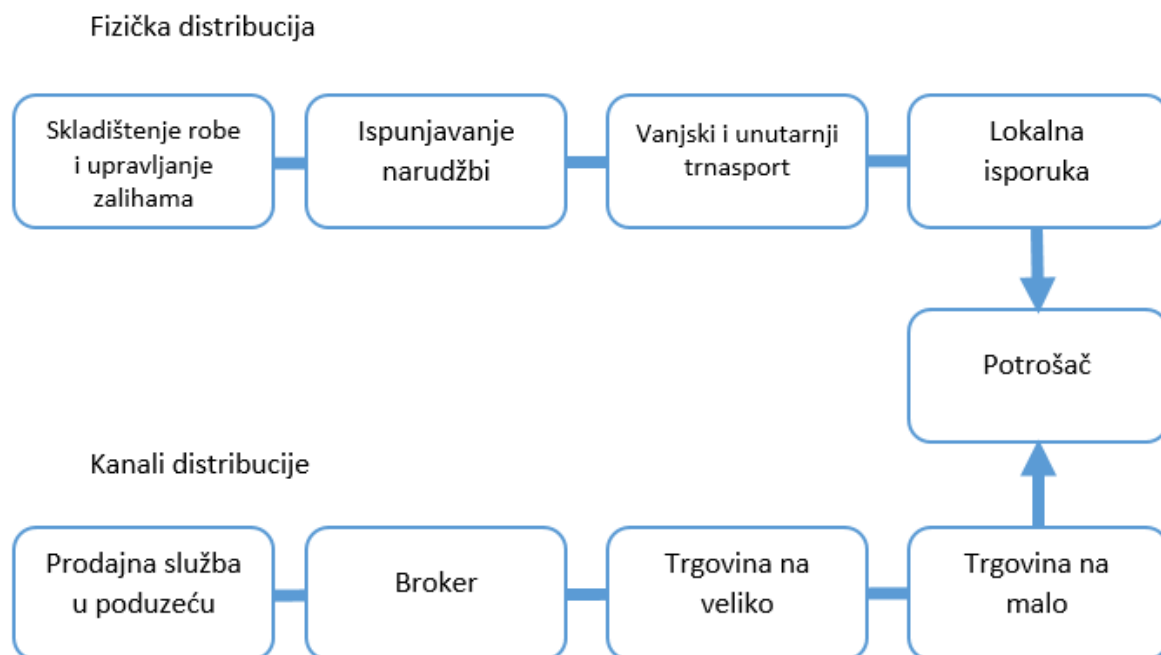 Fizička distribucija
Skladištenje robe
i upravljanje
zalihama
Ispunjavanje
narudžbi
Vanjski i unutarnji
trnasport
Lokalna
isporuka
Potrošač
Kanali distribucije
Prodajna služba
u poduzeću
Broker
Trgovina na
veliko
Trgovina na
malo